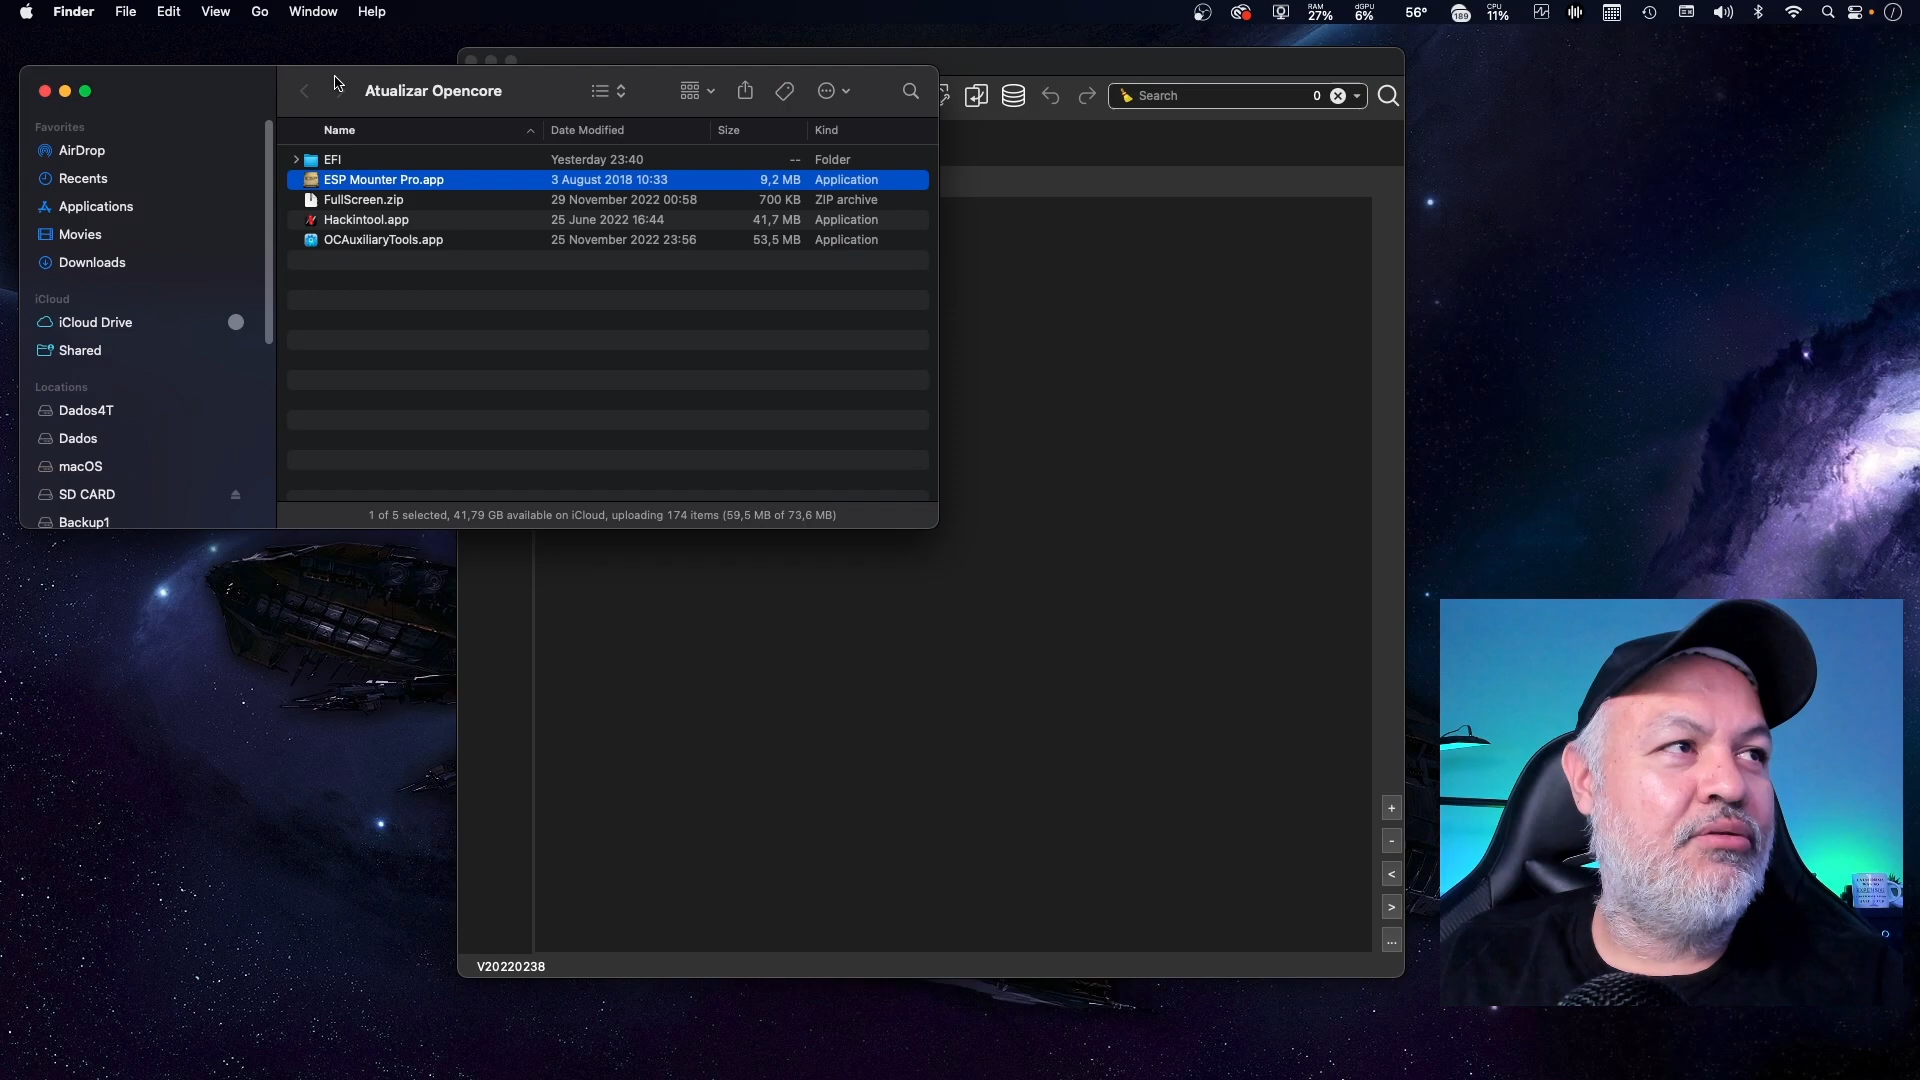 Finder File Edit View Go Window Help
RAM 27% dGPU 6% 56° 189 CPU 11%
Atualizar Opencore
Search 0
Favorites
AirDrop
Recents
Applications
Movies
Downloads
iCloud
iCloud Drive
Shared
Locations
Dados4T
Dados
macOS
SD CARD
Backup1
Name Date Modified Size Kind
EFI Yesterday 23:40 -- Folder
ESP Mounter Pro.app 3 August 2018 10:33 9,2 MB Application
FullScreen.zip 29 November 2022 00:58 700 KB ZIP archive
Hackintool.app 25 June 2022 16:44 41,7 MB Application
OCAuxiliaryTools.app 25 November 2022 23:56 53,5 MB Application
1 of 5 selected, 41,79 GB available on iCloud, uploading 174 items (59,5 MB of 73,6 MB)
+
-
<
>
...
V20220238